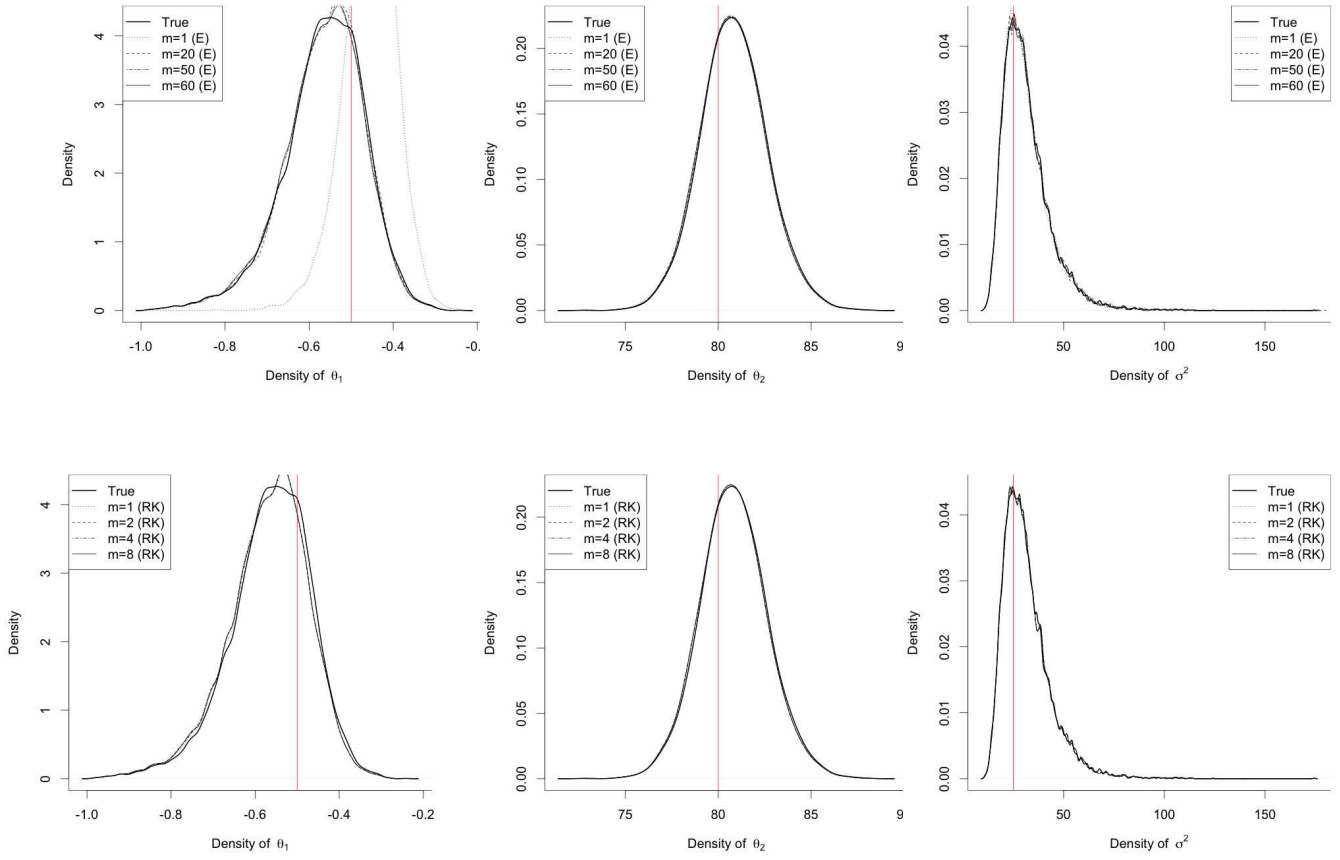 True
m=1 (E)
m=20 (E)
m=50 (E)
m=60 (E)
Density
0 1 2 3 4
-1.0 -0.8 -0.6 -0.4 -0.
Density of θ1
True
m=1 (E)
m=20 (E)
m=50 (E)
m=60 (E)
Density
0.00 0.05 0.10 0.15 0.20
75 80 85 9
Density of θ2
True
m=1 (E)
m=20 (E)
m=50 (E)
m=60 (E)
Density
0.00 0.01 0.02 0.03 0.04
50 100 150
Density of σ²
True
m=1 (RK)
m=2 (RK)
m=4 (RK)
m=8 (RK)
Density
0 1 2 3 4
-1.0 -0.8 -0.6 -0.4 -0.2
Density of θ1
True
m=1 (RK)
m=2 (RK)
m=4 (RK)
m=8 (RK)
Density
0.00 0.05 0.10 0.15 0.20
75 80 85 9
Density of θ2
True
m=1 (RK)
m=2 (RK)
m=4 (RK)
m=8 (RK)
Density
0.00 0.01 0.02 0.03 0.04
50 100 150
Density of σ²